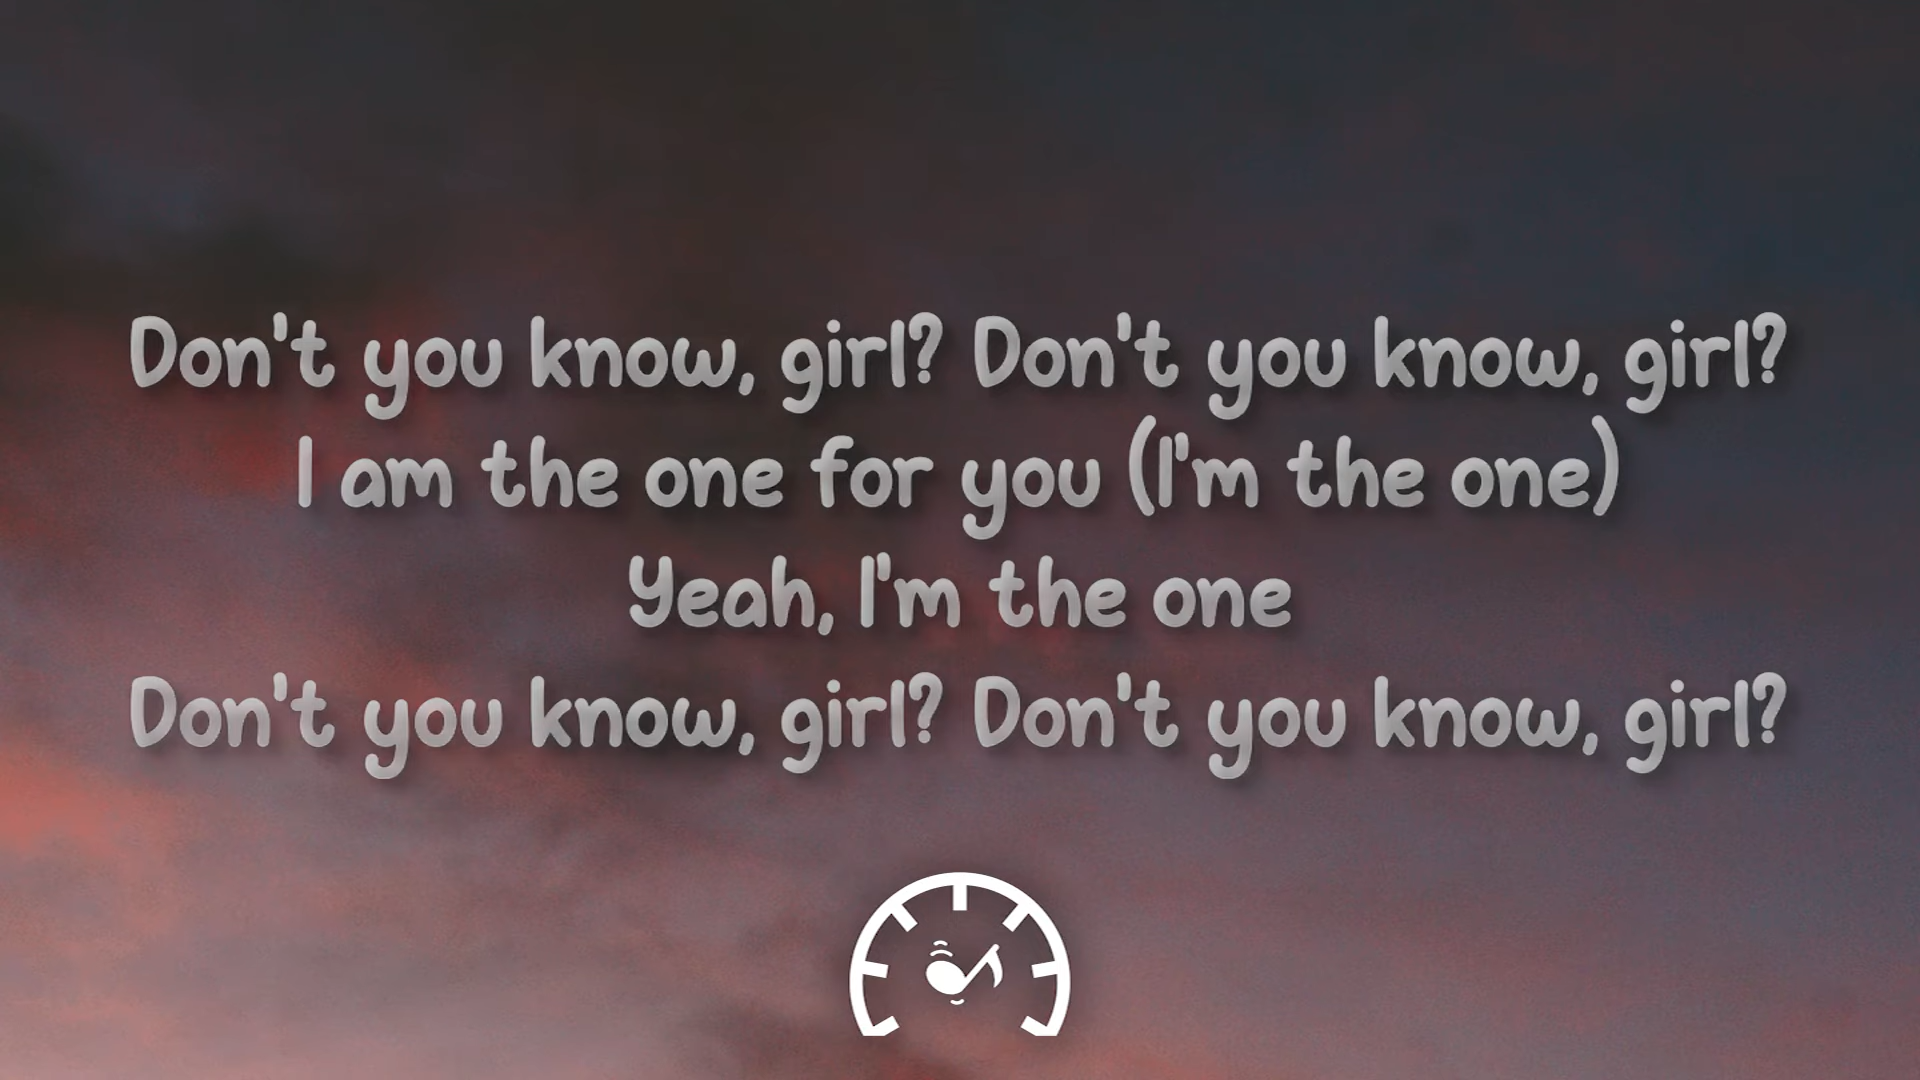 Don't you know, girl? Don't you know, girl?
I am the one for you (I'm the one)
Yeah, I'm the one
Don't you know, girl? Don't you know, girl?